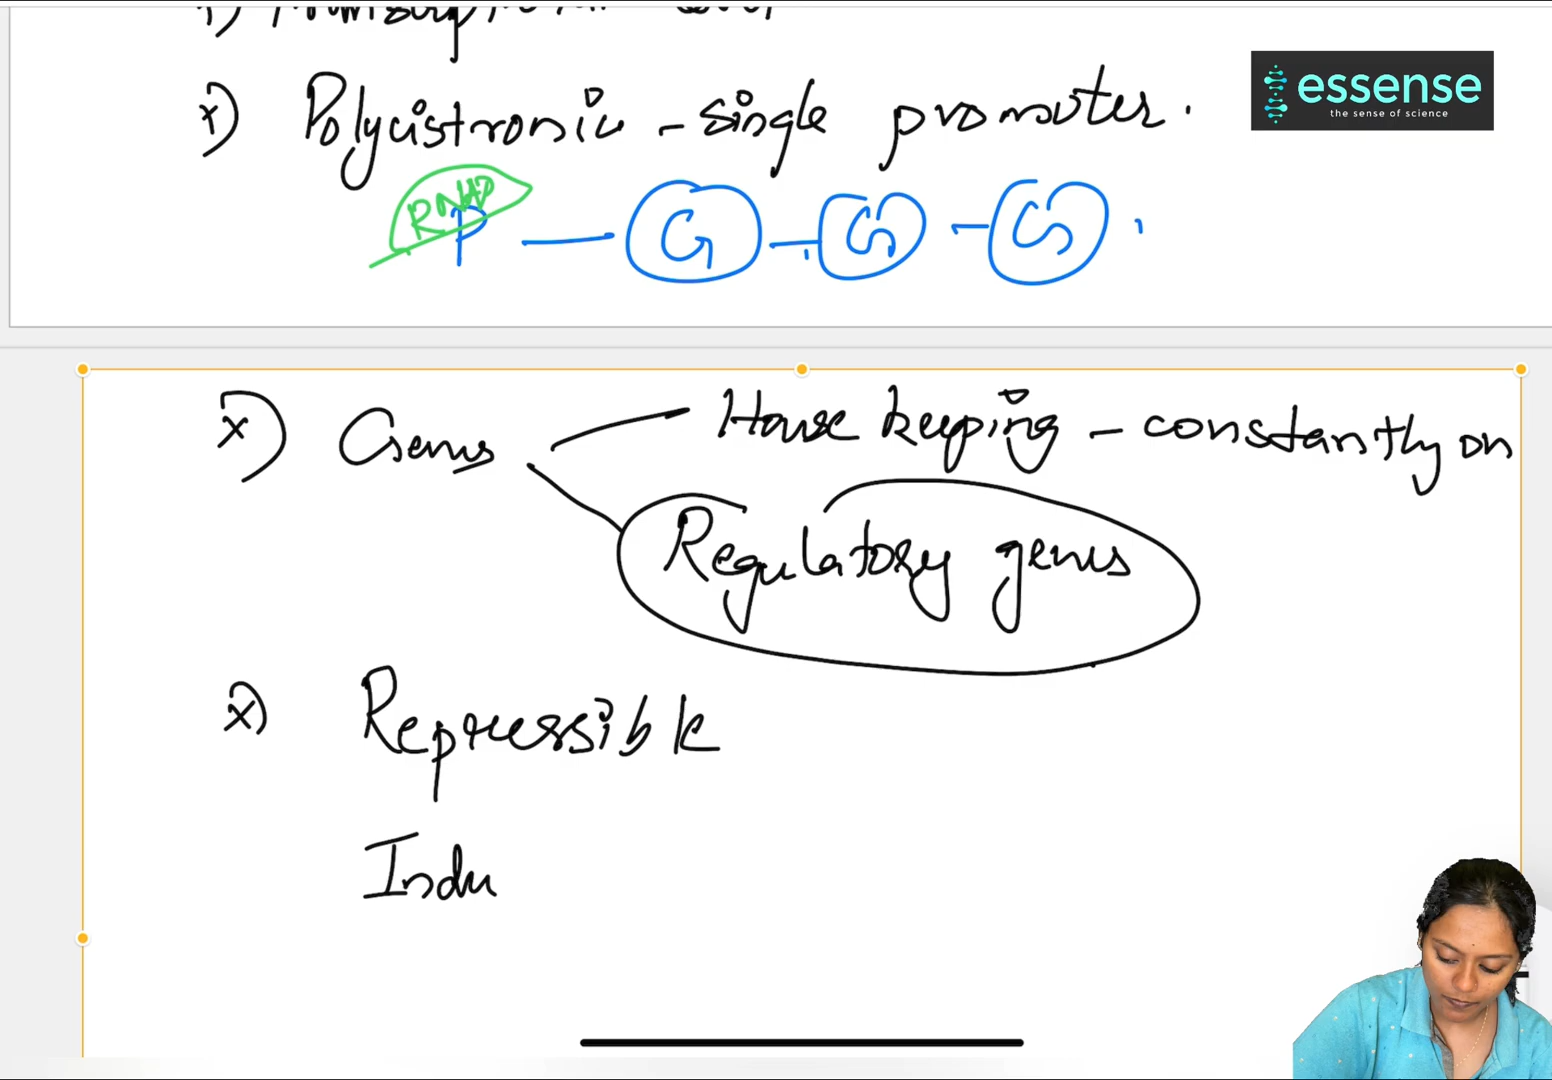 essense
the sense of science
x) Polycistronic - single promoter.
RNAP
P - G - G - G
x) Genes
House keeping - constantly on
Regulatory genes
x) Repressible
Indu